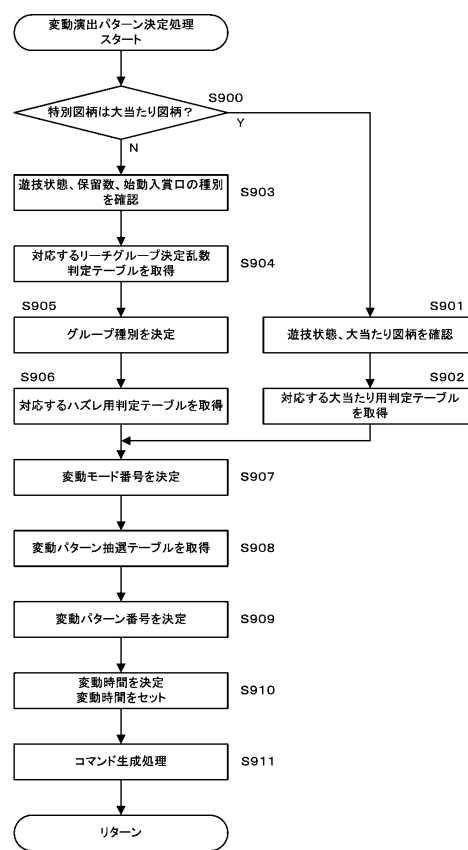 変動演出パターン決定処理
スタート
S900
特別図柄は大当たり図柄？
Y
N
遊技状態、保留数、始動入賞口の種別
を確認
S903
対応するリーチグループ決定乱数
判定テーブルを取得
S904
S905
グループ種別を決定
S901
遊技状態、大当たり図柄を確認
S906
対応するハズレ用判定テーブルを取得
S902
対応する大当たり用判定テーブル
を取得
変動モード番号を決定
S907
変動パターン抽選テーブルを取得
S908
変動パターン番号を決定
S909
変動時間を決定
変動時間をセット
S910
コマンド生成処理
S911
リターン